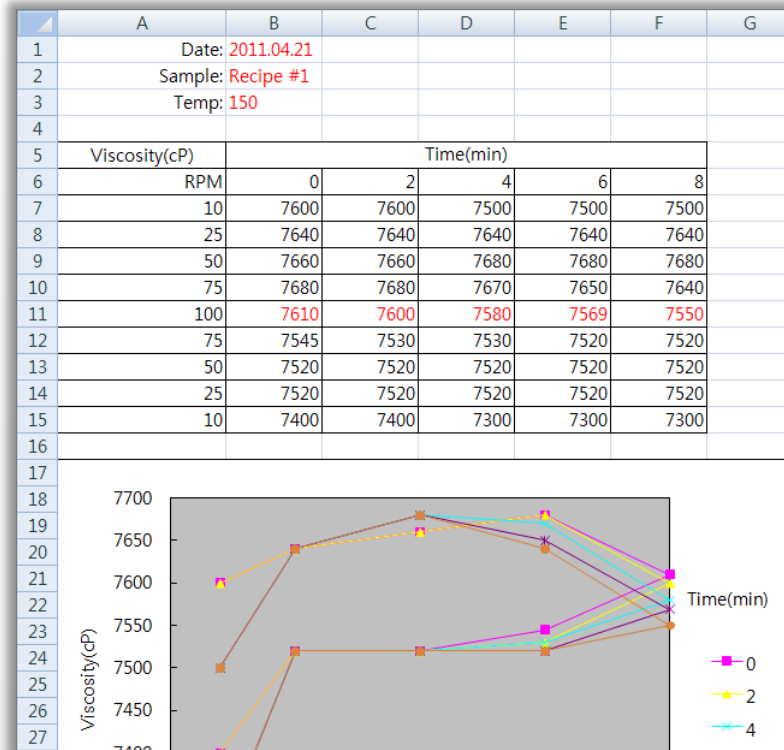 A B C D E F G
1 Date: 2011.04.21
2 Sample: Recipe #1
3 Temp: 150
4
5 Viscosity(cP) Time(min)
6 RPM 0 2 4 6 8
7 10 7600 7600 7500 7500 7500
8 25 7640 7640 7640 7640 7640
9 50 7660 7660 7680 7680 7680
10 75 7680 7680 7670 7650 7640
11 100 7610 7600 7580 7569 7550
12 75 7545 7530 7530 7520 7520
13 50 7520 7520 7520 7520 7520
14 25 7520 7520 7520 7520 7520
15 10 7400 7400 7300 7300 7300
16
17
18 7700
19
20 7650
21 7600
22 Time(min)
23 7550
24 7500 0
25 Viscosity(cP)
26 7450 2
27 4
7400